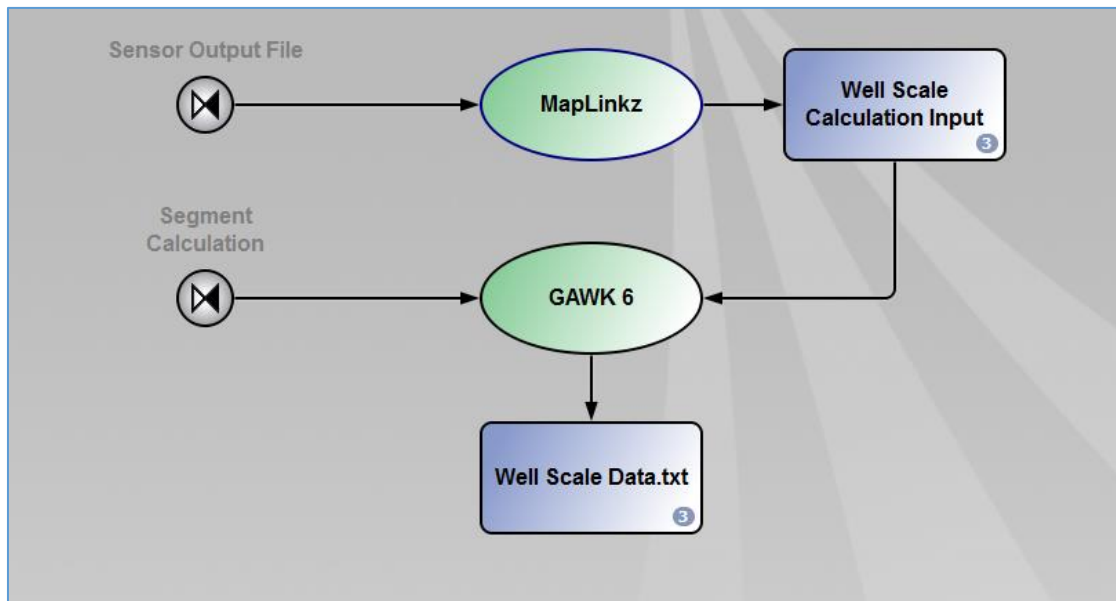 Sensor Output File
MapLinkz
Well Scale
Calculation Input
3
Segment
Calculation
GAWK 6
Well Scale Data.txt
3